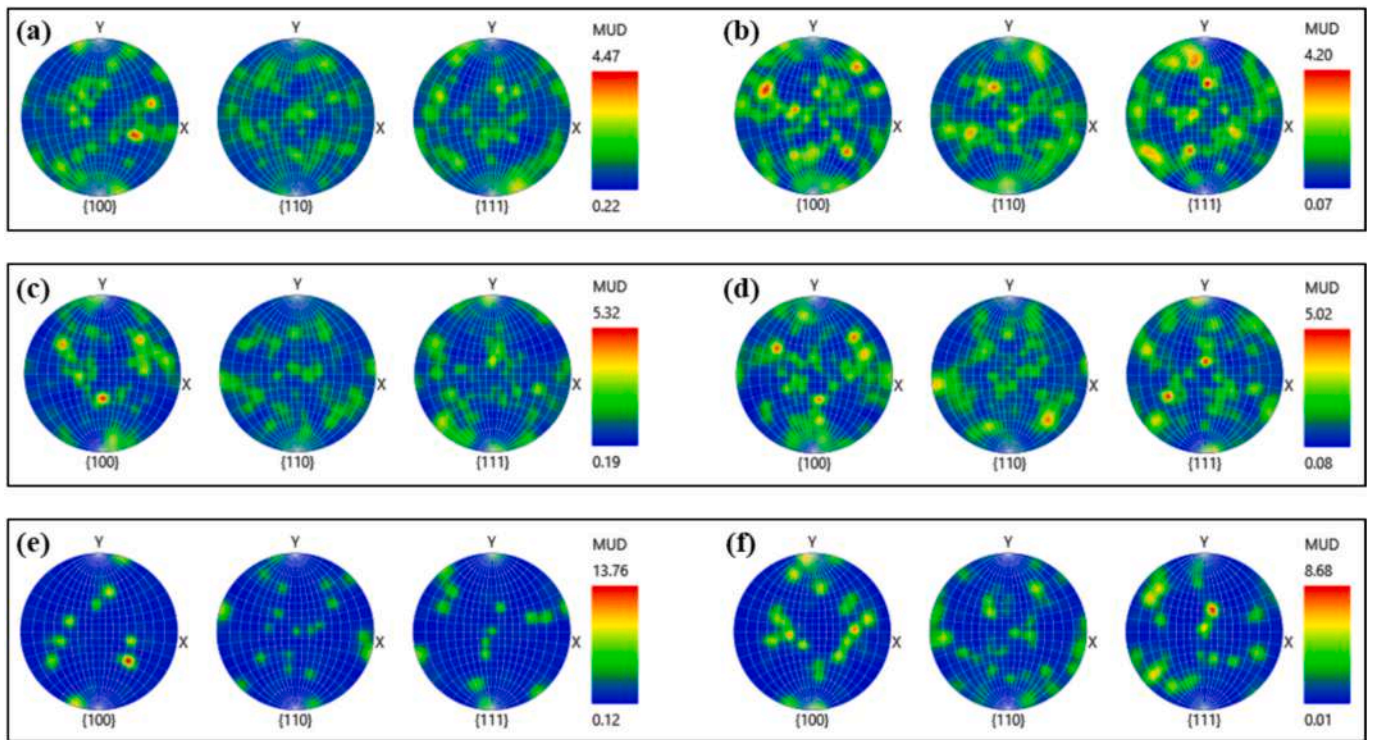 (a) Y Y Y MUD
4.47
X X X
{100} {110} {111} 0.22
(b) Y Y Y MUD
4.20
X X X
{100} {110} {111} 0.07
(c) Y Y Y MUD
5.32
X X X
{100} {110} {111} 0.19
(d) Y Y Y MUD
5.02
X X X
{100} {110} {111} 0.08
(e) Y Y Y MUD
13.76
X X X
{100} {110} {111} 0.12
(f) Y Y Y MUD
8.68
X X X
{100} {110} {111} 0.01